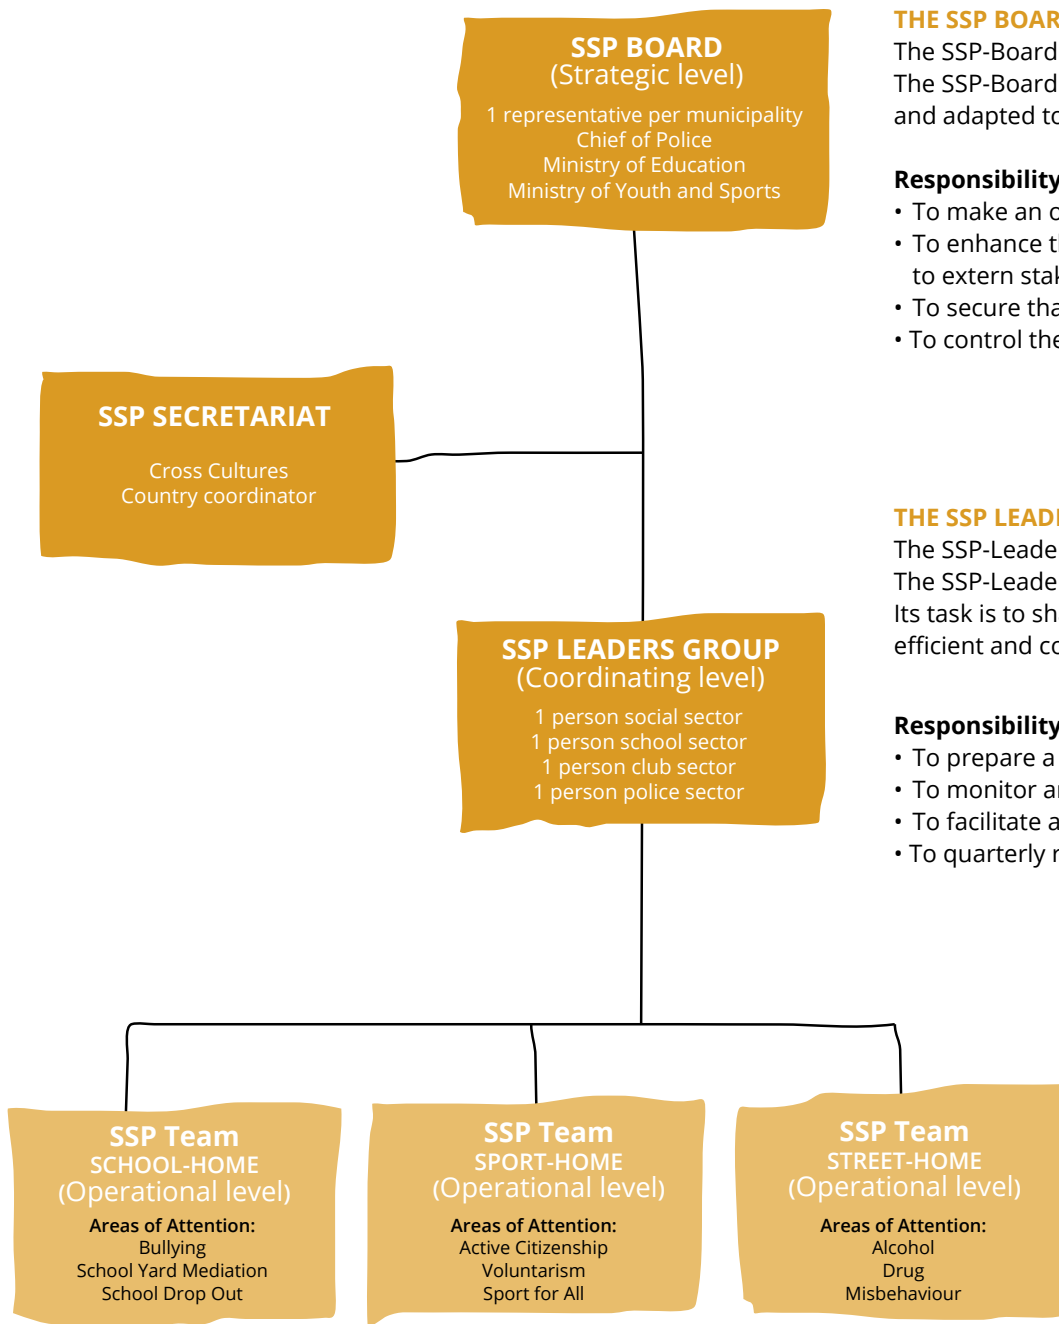 SSP BOARD
(Strategic level)
1 representative per municipality
Chief of Police
Ministry of Education
Ministry of Youth and Sports
THE SSP
The SSP-Board
The SSP-Board
and adapted
Responsibility
• To make an
• To enhance
to extern
• To secure
• To control the
SSP SECRETARIAT
Cross Cultures
Country coordinator
THE SSP
The
The
Its task is to
efficient and
SSP LEADERS GROUP
(Coordinating level)
1 person social sector
1 person school sector
1 person club sector
1 person police sector
Responsibility
• To prepare a
• To monitor
• To facilitate
• To quarterly
SSP Team
SCHOOL-HOME
(Operational level)
Areas of Attention:
Bullying
School Yard Mediation
School Drop Out
SSP Team
SPORT-HOME
(Operational level)
Areas of Attention:
Active Citizenship
Voluntarism
Sport for All
SSP Team
STREET-HOME
(Operational level)
Areas of Attention:
Alcohol
Drug
Misbehaviour